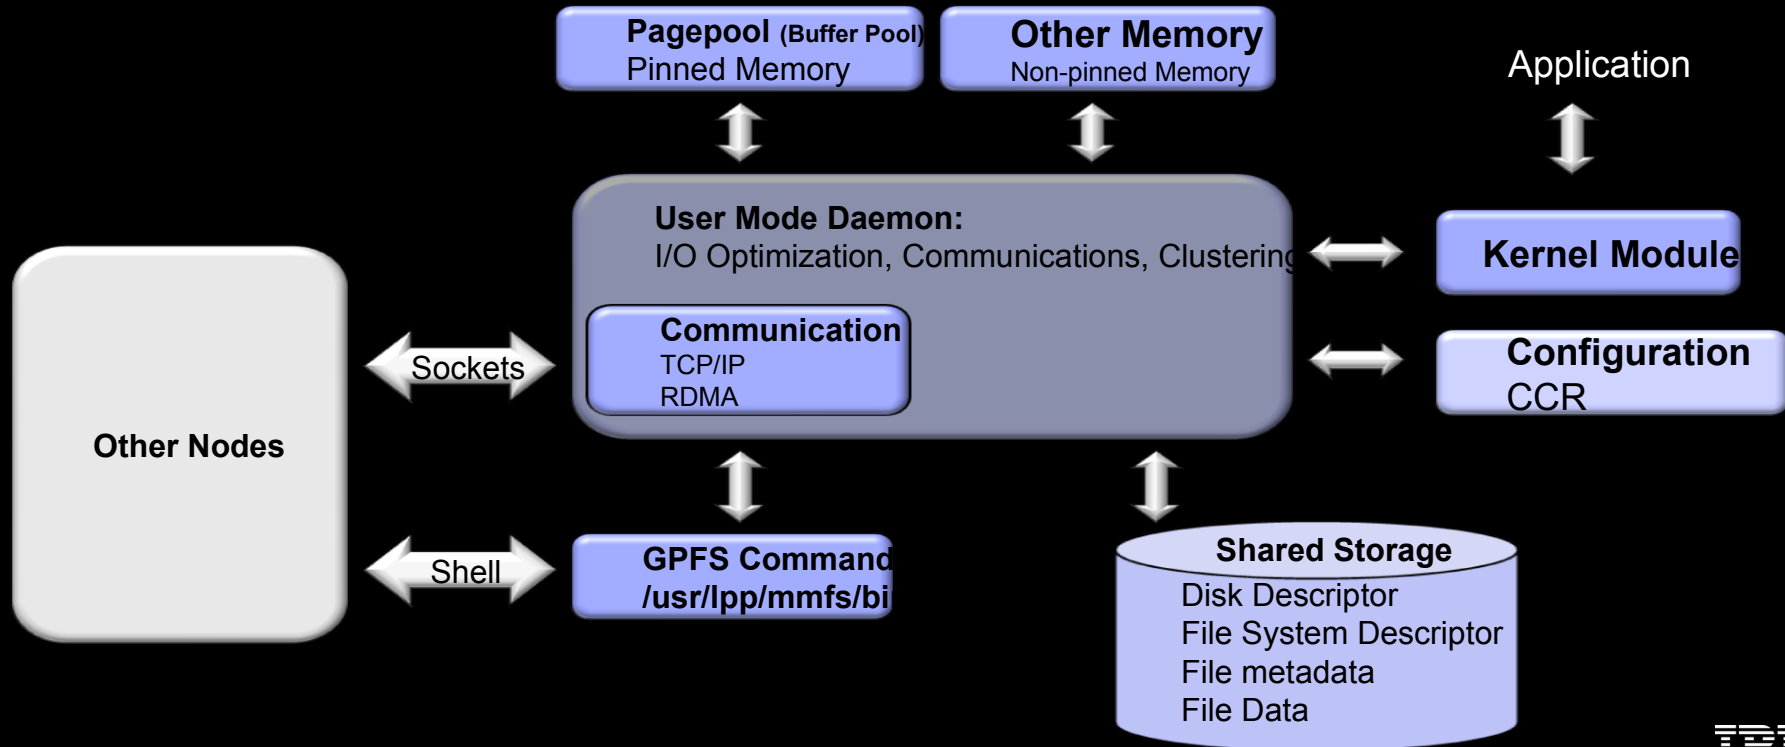 Pagepool (Buffer Pool)
Pinned Memory
Other Memory
Non-pinned Memory
Application
User Mode Daemon:
I/O Optimization, Communications, Clustering
Kernel Module
Communication
TCP/IP
RDMA
Sockets
Configuration
CCR
Other Nodes
Shell
GPFS Command
/usr/lpp/mmfs/bi
Shared Storage
Disk Descriptor
File System Descriptor
File metadata
File Data